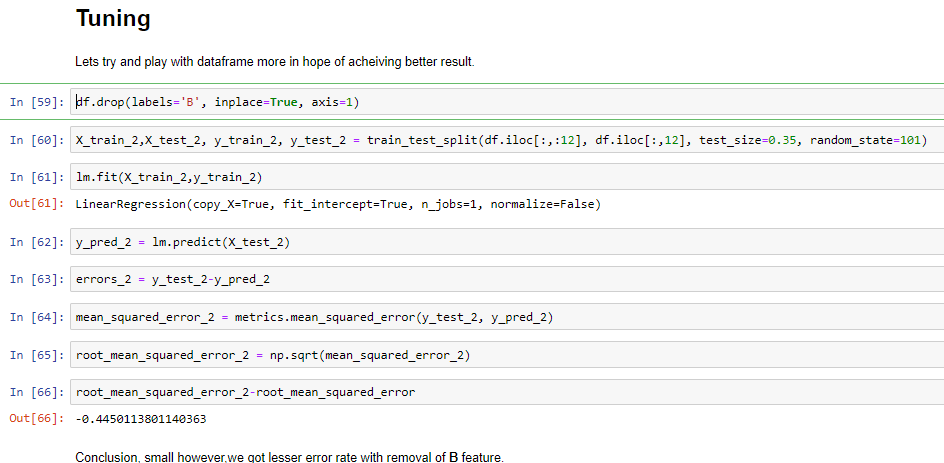 Tuning
Lets try and play with dataframe more in hope of acheiving better result.
In [59]: df.drop(labels='B', inplace=True, axis=1)
In [60]: X_train_2,X_test_2, y_train_2, y_test_2 = train_test_split(df.iloc[:,:12], df.iloc[:,12], test_size=0.35, random_state=101)
In [61]: lm.fit(X_train_2,y_train_2)
Out[61]: LinearRegression(copy_X=True, fit_intercept=True, n_jobs=1, normalize=False)
In [62]: y_pred_2 = lm.predict(X_test_2)
In [63]: errors_2 = y_test_2-y_pred_2
In [64]: mean_squared_error_2 = metrics.mean_squared_error(y_test_2, y_pred_2)
In [65]: root_mean_squared_error_2 = np.sqrt(mean_squared_error_2)
In [66]: root_mean_squared_error_2-root_mean_squared_error
Out[66]: -0.4450113801140363
Conclusion, small however,we got lesser error rate with removal of B feature.